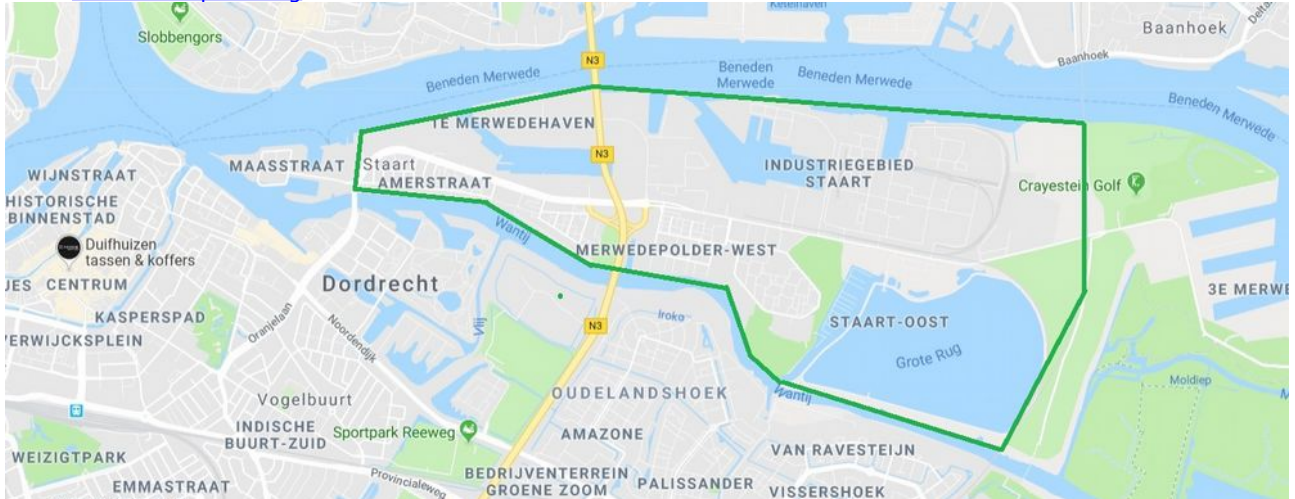 Slobbengors
Ketelhaven
Baanhoek
Baanhoek
N3
Beneden Merwede
Beneden
Merwede
Beneden Merwede
Beneden Merwede
1E MERWEDEHAVEN
MAASSTRAAT
Staart
AMERSTRAAT
N3
INDUSTRIEGEBIED
STAART
Crayestein Golf
WIJNSTRAAT
HISTORISCHE
BINNENSTAD
Duifhuizen
tassen & koffers
CENTRUM
Wantij
MERWEDEPOLDER-WEST
Dordrecht
3E MERWE
KASPERSPAD
VERWIJCKSPLEIN
Oranjelaan
Noordendijk
Vlij
N3
Iroko
STAART-OOST
Grote Rug
Wantij
Moldiep
Vogelbuurt
OUDELANDSHOEK
INDISCHE
BUURT-ZUID
Sportpark Reeweg
AMAZONE
VAN RAVESTEIJN
WEIZIGTPARK
EMMASTRAAT
Provincialeweg
BEDRIJVENTERREIN
GROENE ZOOM
PALISSANDER
VISSERSHOEK